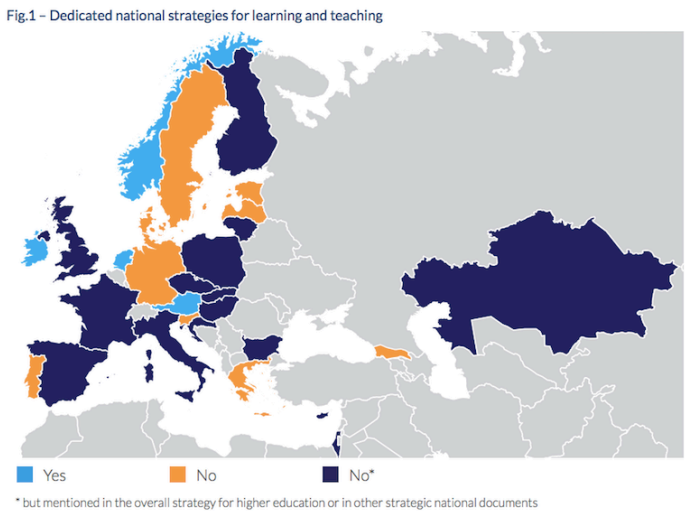 Fig.1 – Dedicated national strategies for learning and teaching
Yes
No
No*
* but mentioned in the overall strategy for higher education or in other strategic national documents